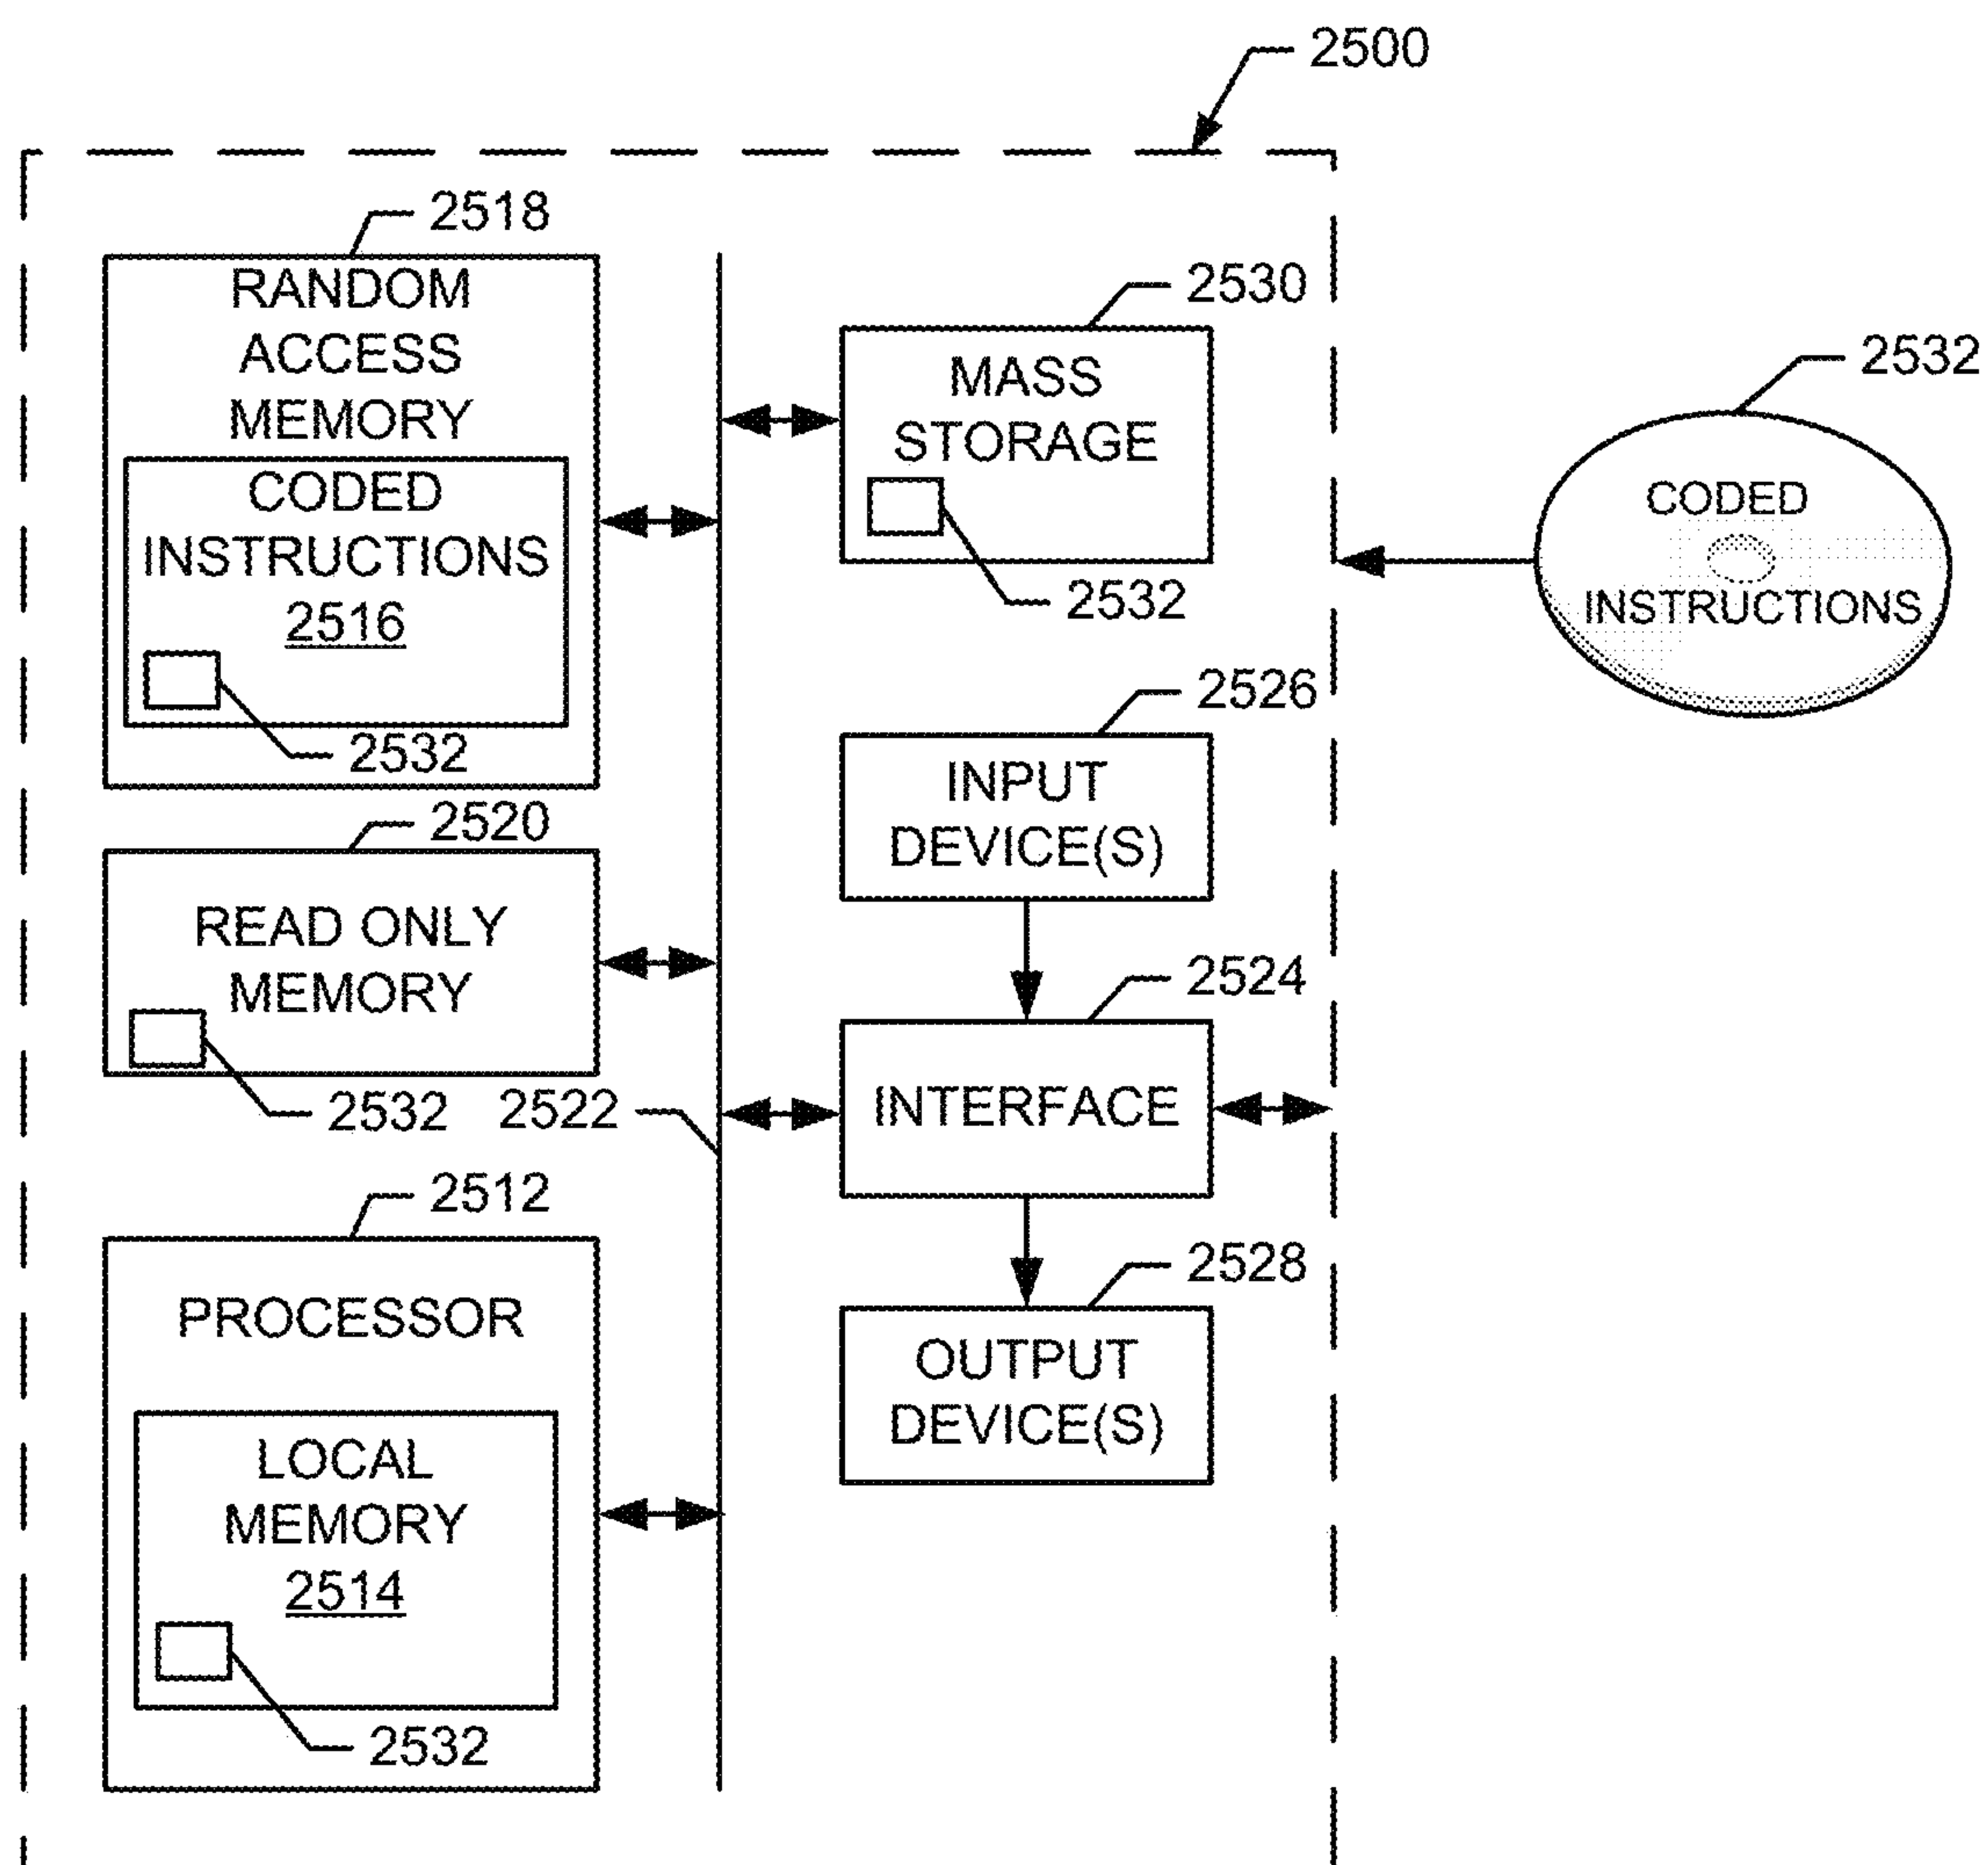 2500
2518
RANDOM
ACCESS
MEMORY
CODED
INSTRUCTIONS
2516
2532
2530
MASS
STORAGE
2532
2532
CODED
INSTRUCTIONS
2526
INPUT
DEVICE(S)
2520
READ ONLY
MEMORY
2532
2522
2524
INTERFACE
2512
PROCESSOR
LOCAL
MEMORY
2514
2532
2528
OUTPUT
DEVICE(S)